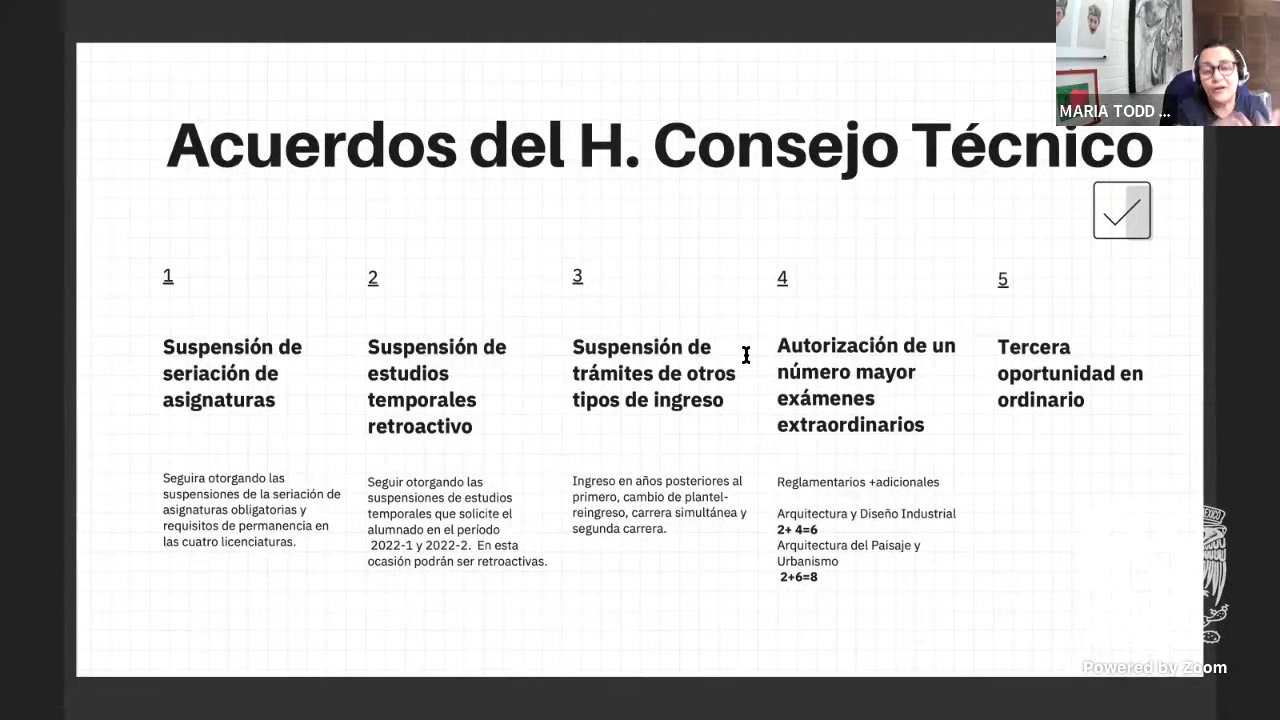 MARIA TODD ...
Acuerdos del H. Consejo Técnico
1
Suspensión de
seriación de
asignaturas
Seguira otorgando las
suspensiones de la seriación de
asignaturas obligatorias y
requisitos de permanencia en
las cuatro licenciaturas.
2
Suspensión de
estudios
temporales
retroactivo
Seguir otorgando las
suspensiones de estudios
temporales que solicite el
alumnado en el período
2022-1 y 2022-2. En esta
ocasión podrán ser retroactivas.
3
Suspensión de
trámites de otros
tipos de ingreso
Ingreso en años posteriores al
primero, cambio de plantel-
reingreso, carrera simultánea y
segunda carrera.
4
Autorización de un
número mayor
exámenes
extraordinarios
Reglamentarios +adicionales
Arquitectura y Diseño Industrial
2+ 4=6
Arquitectura del Paisaje y
Urbanismo
2+6=8
5
Tercera
oportunidad en
ordinario
Powered by Zoom